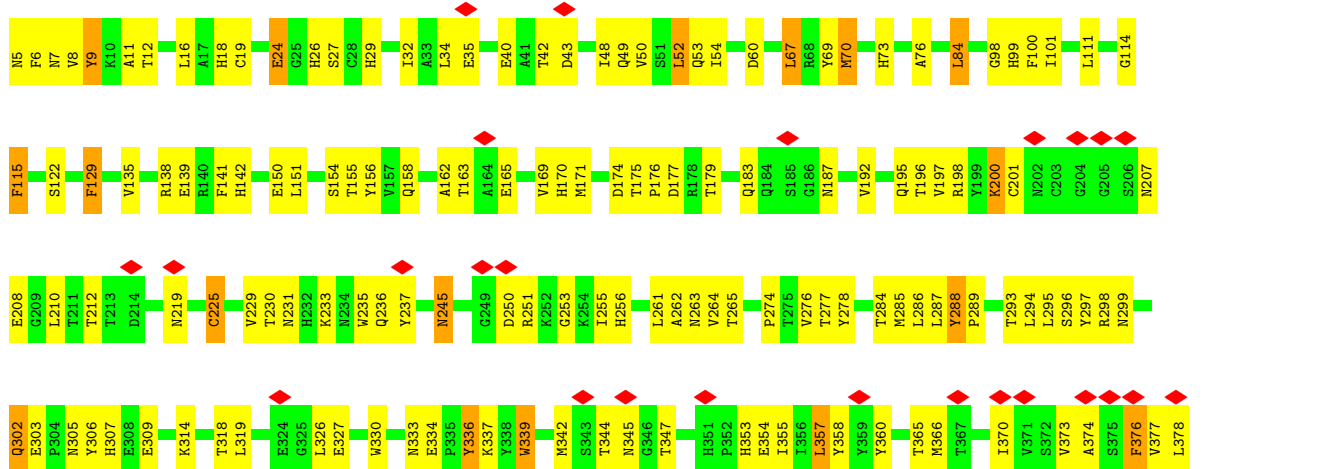 N5 F6 N7 V8 Y9 K10 A11 T12 L16 A17 H18 C19 E24 G25 H26 S27 C28 H29 I32 A33 L34 E35 E40 A41 T42 D43 I48 Q49 V50 S51 L52 Q53 I54 D60 L67 R68 Y69 M70 H73 A76 L84 G98 H99 F100 I101 L111 G114
F115 S122 F129 V135 R138 E139 R140 F141 H142 E150 L151 S154 T155 Y156 V157 Q158 A162 T163 A164 E165 V169 H170 M171 D174 T175 P176 D177 R178 T179 Q183 Q184 S185 G186 N187 V192 Q195 T196 V197 R198 Y199 K200 C201 N202 C203 G204 G205 S206 N207
E208 G209 L210 T211 T212 T213 D214 N219 C225 V229 T230 N231 H232 K233 N234 W235 Q236 Y237 N245 G249 D250 R251 K252 G253 K254 I255 H256 L261 A262 N263 V264 T265 P274 T275 V276 T277 Y278 T284 M285 L286 L287 Y288 P289 T293 L294 L295 S296 Y297 R298 N299
Q302 E303 P304 N305 Y306 H307 E308 E309 K314 T318 L319 E324 G325 L326 E327 W330 N333 E334 P335 Y336 K337 Y338 W339 M342 S343 T344 N345 G346 T347 H351 P352 H353 E354 I355 I356 L357 Y358 Y359 Y360 T365 M366 T367 I370 V371 S372 V373 A374 S375 F376 V377 L378